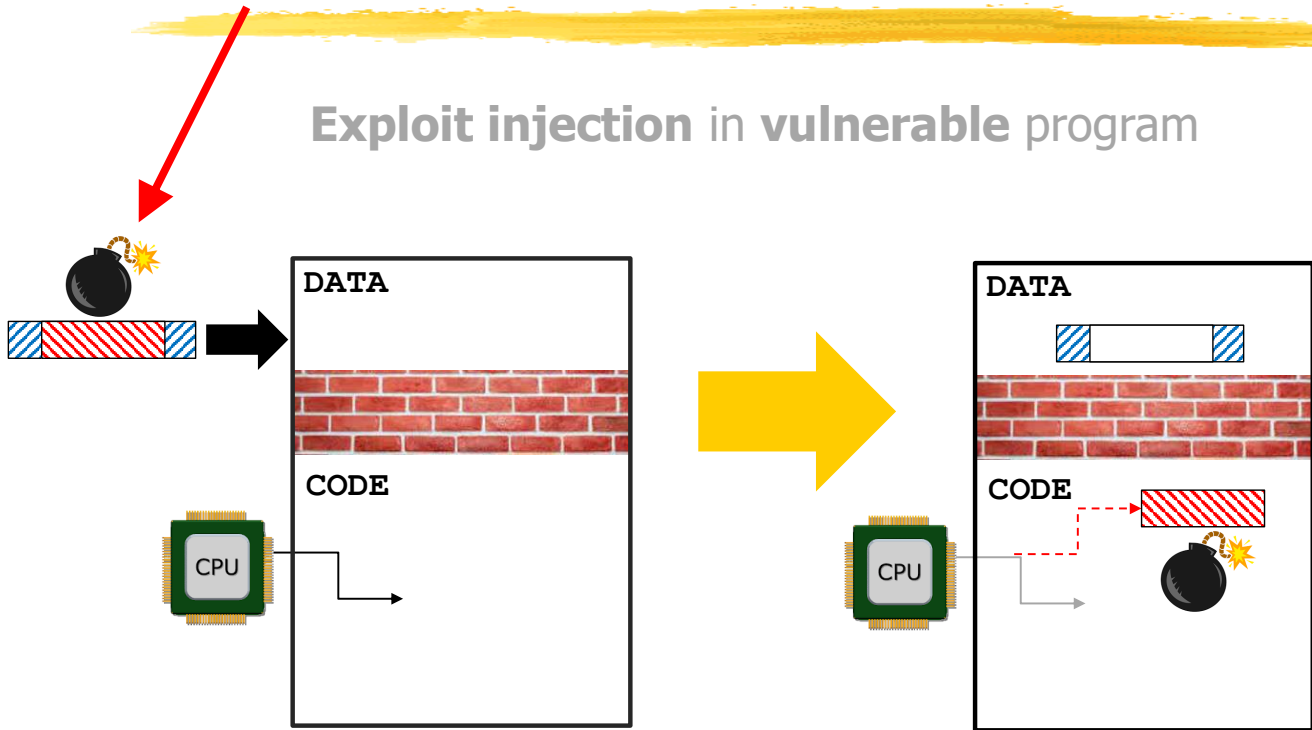 Exploit injection in vulnerable program
DATA
CODE
CPU
DATA
CODE
CPU